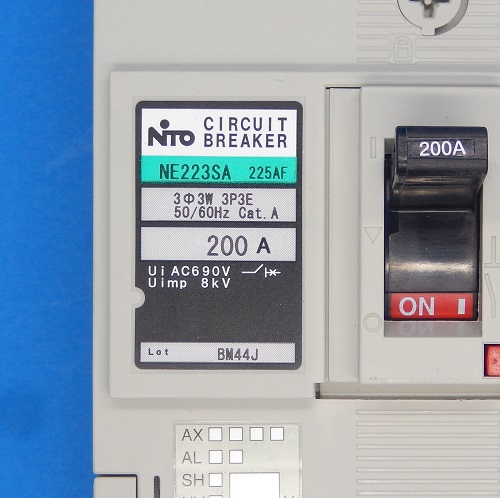 NITO CIRCUIT BREAKER
NE223SA 225AF
3Φ3W 3P3E
50/60Hz Cat. A
200 A
Ui AC690V
Uimp 8kV
Lot BM44J
200A
ON I
AX
AL
SH